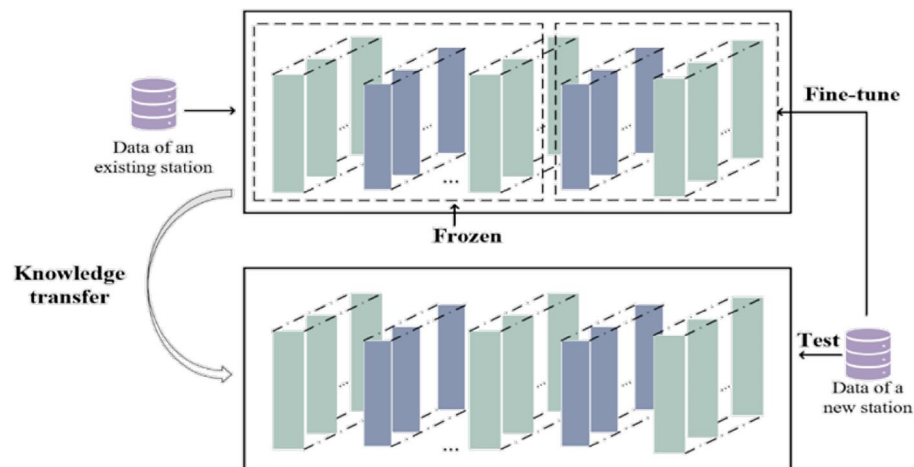 Data of an
existing station
...
...
...
...
...
...
Fine-tune
Frozen
Knowledge
transfer
...
...
...
...
...
...
Test
Data of a
new station